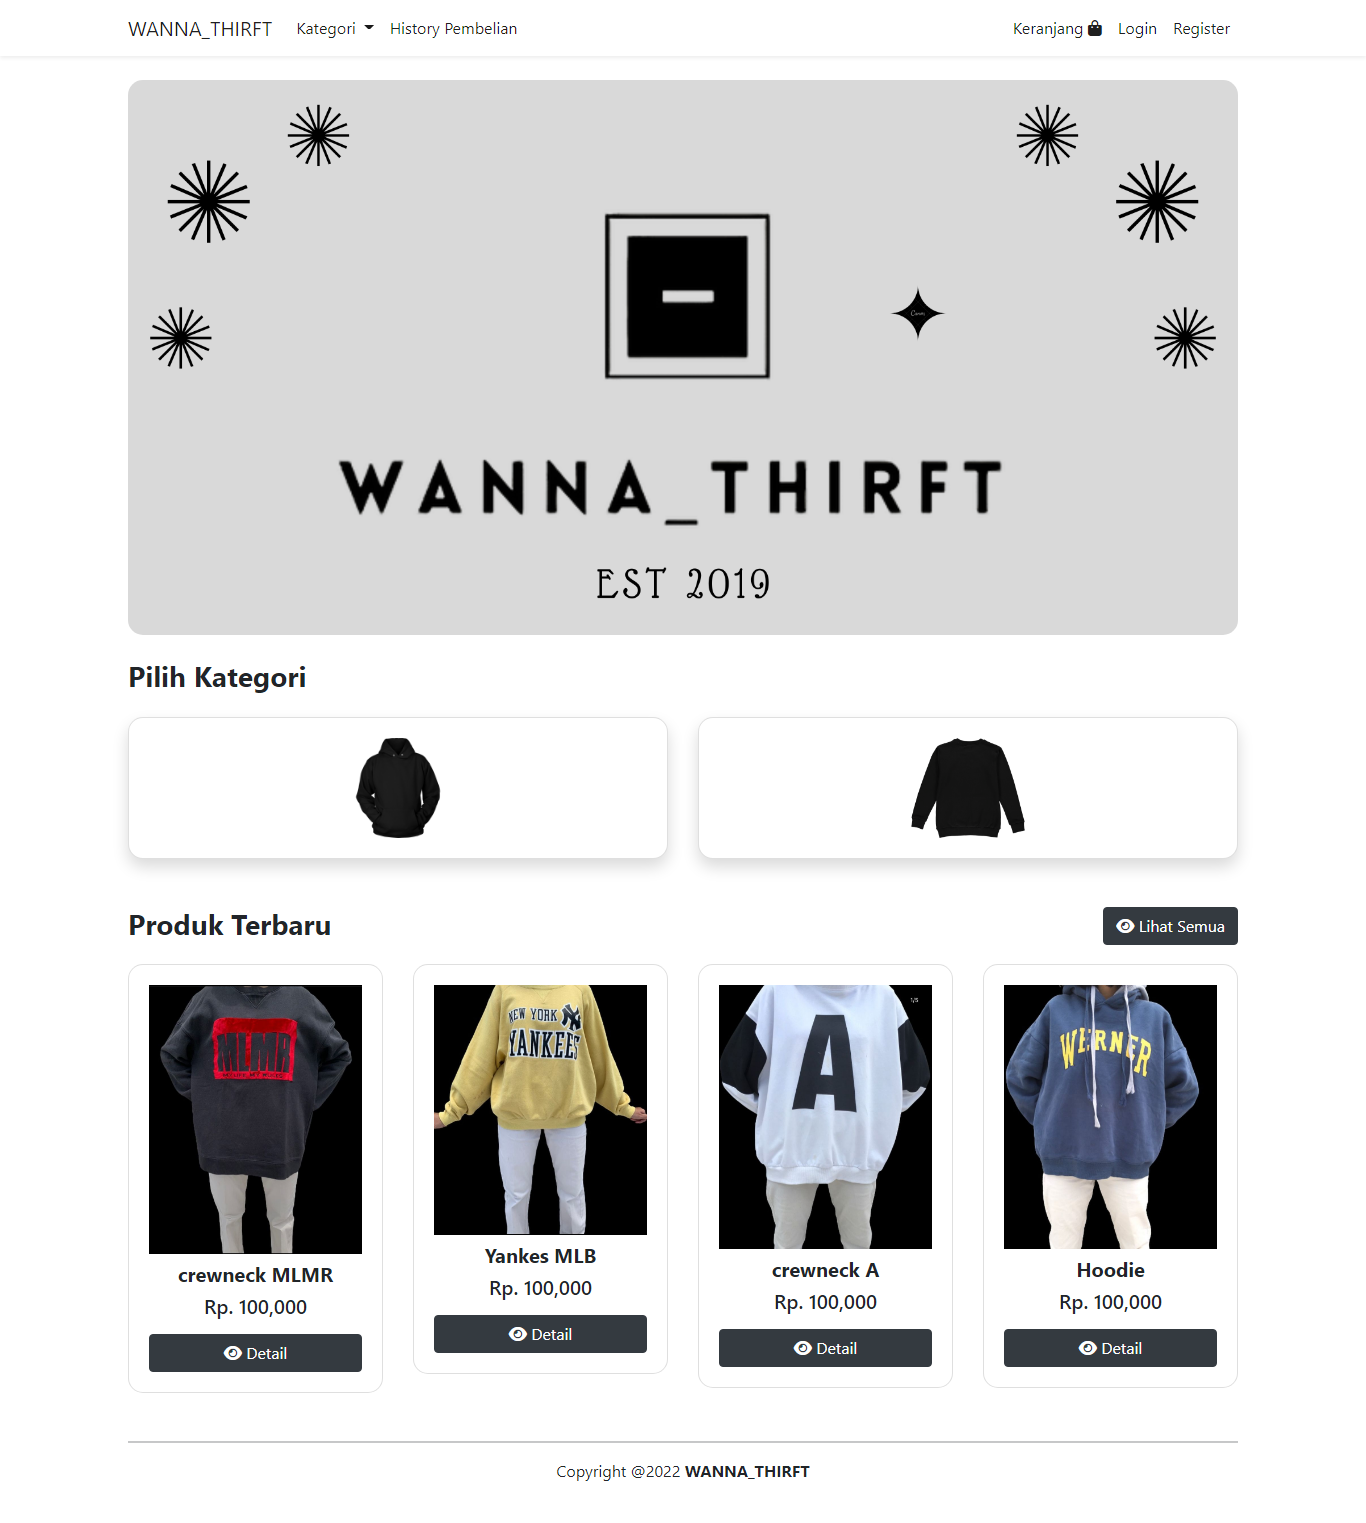 WANNA_THIRFT Kategori History Pembelian Keranjang Login Register
WANNA_THIRFT
EST 2019
Pilih Kategori
Produk Terbaru
Lihat Semua
MLMR
NEW YORK
YANKEES
A
1/5
WERNER
crewneck MLMR
Rp. 100,000
Detail
Yankes MLB
Rp. 100,000
Detail
crewneck A
Rp. 100,000
Detail
Hoodie
Rp. 100,000
Detail
Copyright @2022 WANNA_THIRFT